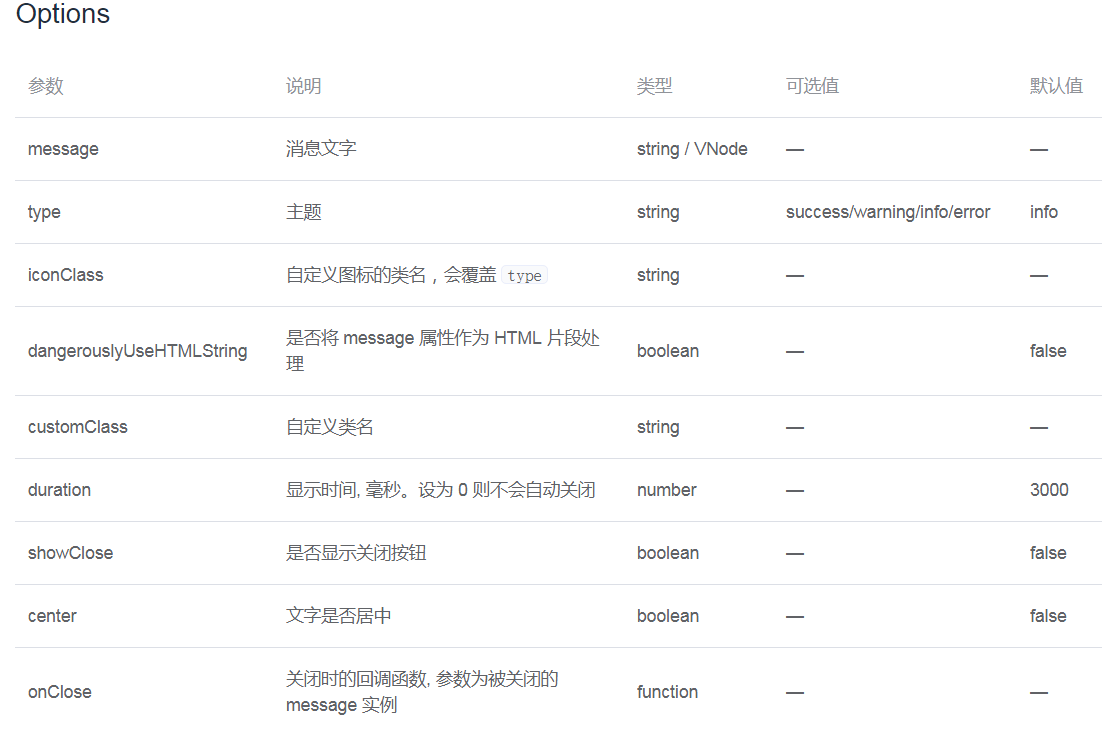 Options
参数 说明 类型 可选值 默认值
message 消息文字 string / VNode — —
type 主题 string success/warning/info/error info
iconClass 自定义图标的类名，会覆盖 type string — —
dangerouslyUseHTMLString 是否将 message 属性作为 HTML 片段处 boolean — false
理
customClass 自定义类名 string — —
duration 显示时间, 毫秒。设为 0 则不会自动关闭 number — 3000
showClose 是否显示关闭按钮 boolean — false
center 文字是否居中 boolean — false
onClose 关闭时的回调函数, 参数为被关闭的 function — —
message 实例